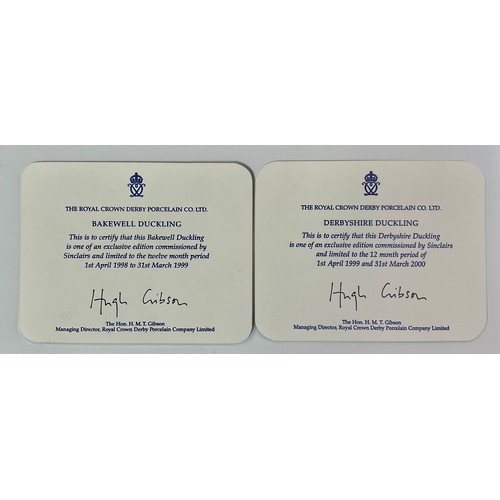 THE ROYAL CROWN DERBY PORCELAIN CO. LTD.
BAKEWELL DUCKLING
This is to certify that this Bakewell Duckling
is one of an exclusive edition commissioned by
Sinclairs and limited to the twelve month period
1st April 1998 to 31st March 1999
Hugh Gibson
The Hon. H. M. T. Gibson
Managing Director, Royal Crown Derby Porcelain Company Limited
THE ROYAL CROWN DERBY PORCELAIN CO. LTD.
DERBYSHIRE DUCKLING
This is to certify that this Derbyshire Duckling
is one of an exclusive edition commissioned by Sinclairs
and limited to the 12 month period of
1st April 1999 and 31st March 2000
Hugh Gibson
The Hon. H. M. T. Gibson
Managing Director, Royal Crown Derby Porcelain Company Limited